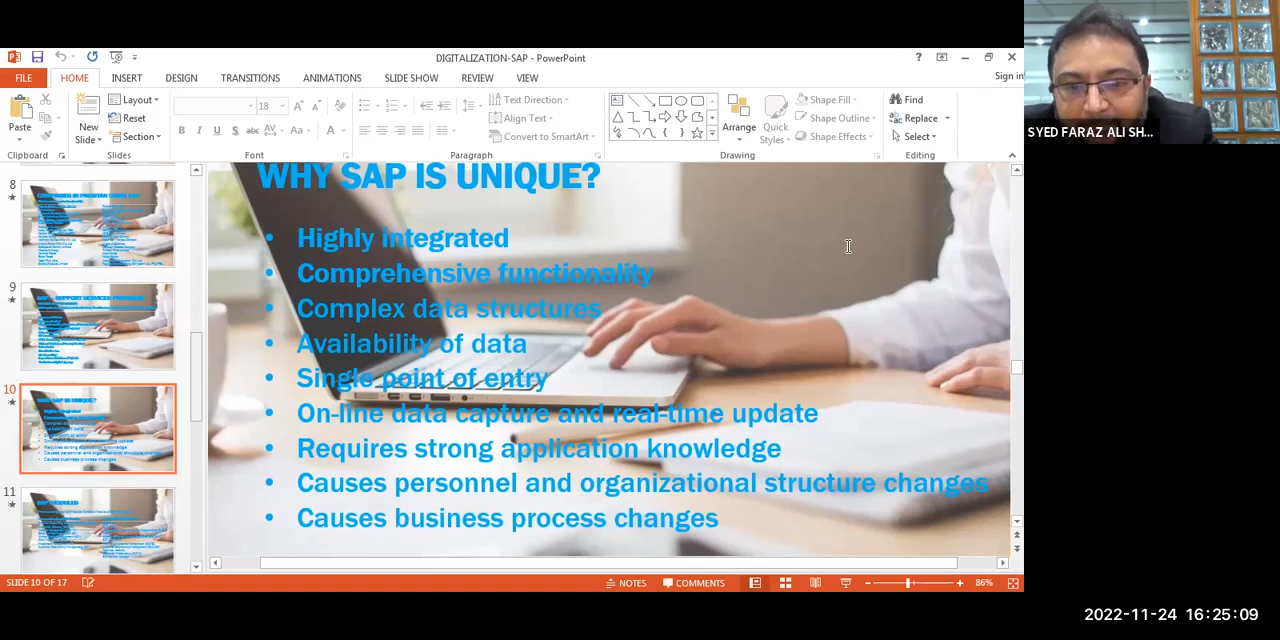 DIGITALIZATION-SAP - PowerPoint
Sign in
FILE HOME INSERT DESIGN TRANSITIONS ANIMATIONS SLIDE SHOW REVIEW VIEW
Paste
New Slide
Layout
Reset
Section
18
Text Direction
Align Text
Convert to SmartArt
Arrange
Quick Styles
Shape Fill
Shape Outline
Shape Effects
Find
Replace
Select
Clipboard Slides Font Paragraph Drawing Editing
SYED FARAZ ALI SH...
8
9
10
11
WHY SAP IS UNIQUE?
• Highly integrated
• Comprehensive functionality
• Complex data structures
• Availability of data
• Single point of entry
• On-line data capture and real-time update
• Requires strong application knowledge
• Causes personnel and organizational structure changes
• Causes business process changes
SLIDE 10 OF 17
NOTES COMMENTS 86%
2022-11-24 16:25:09